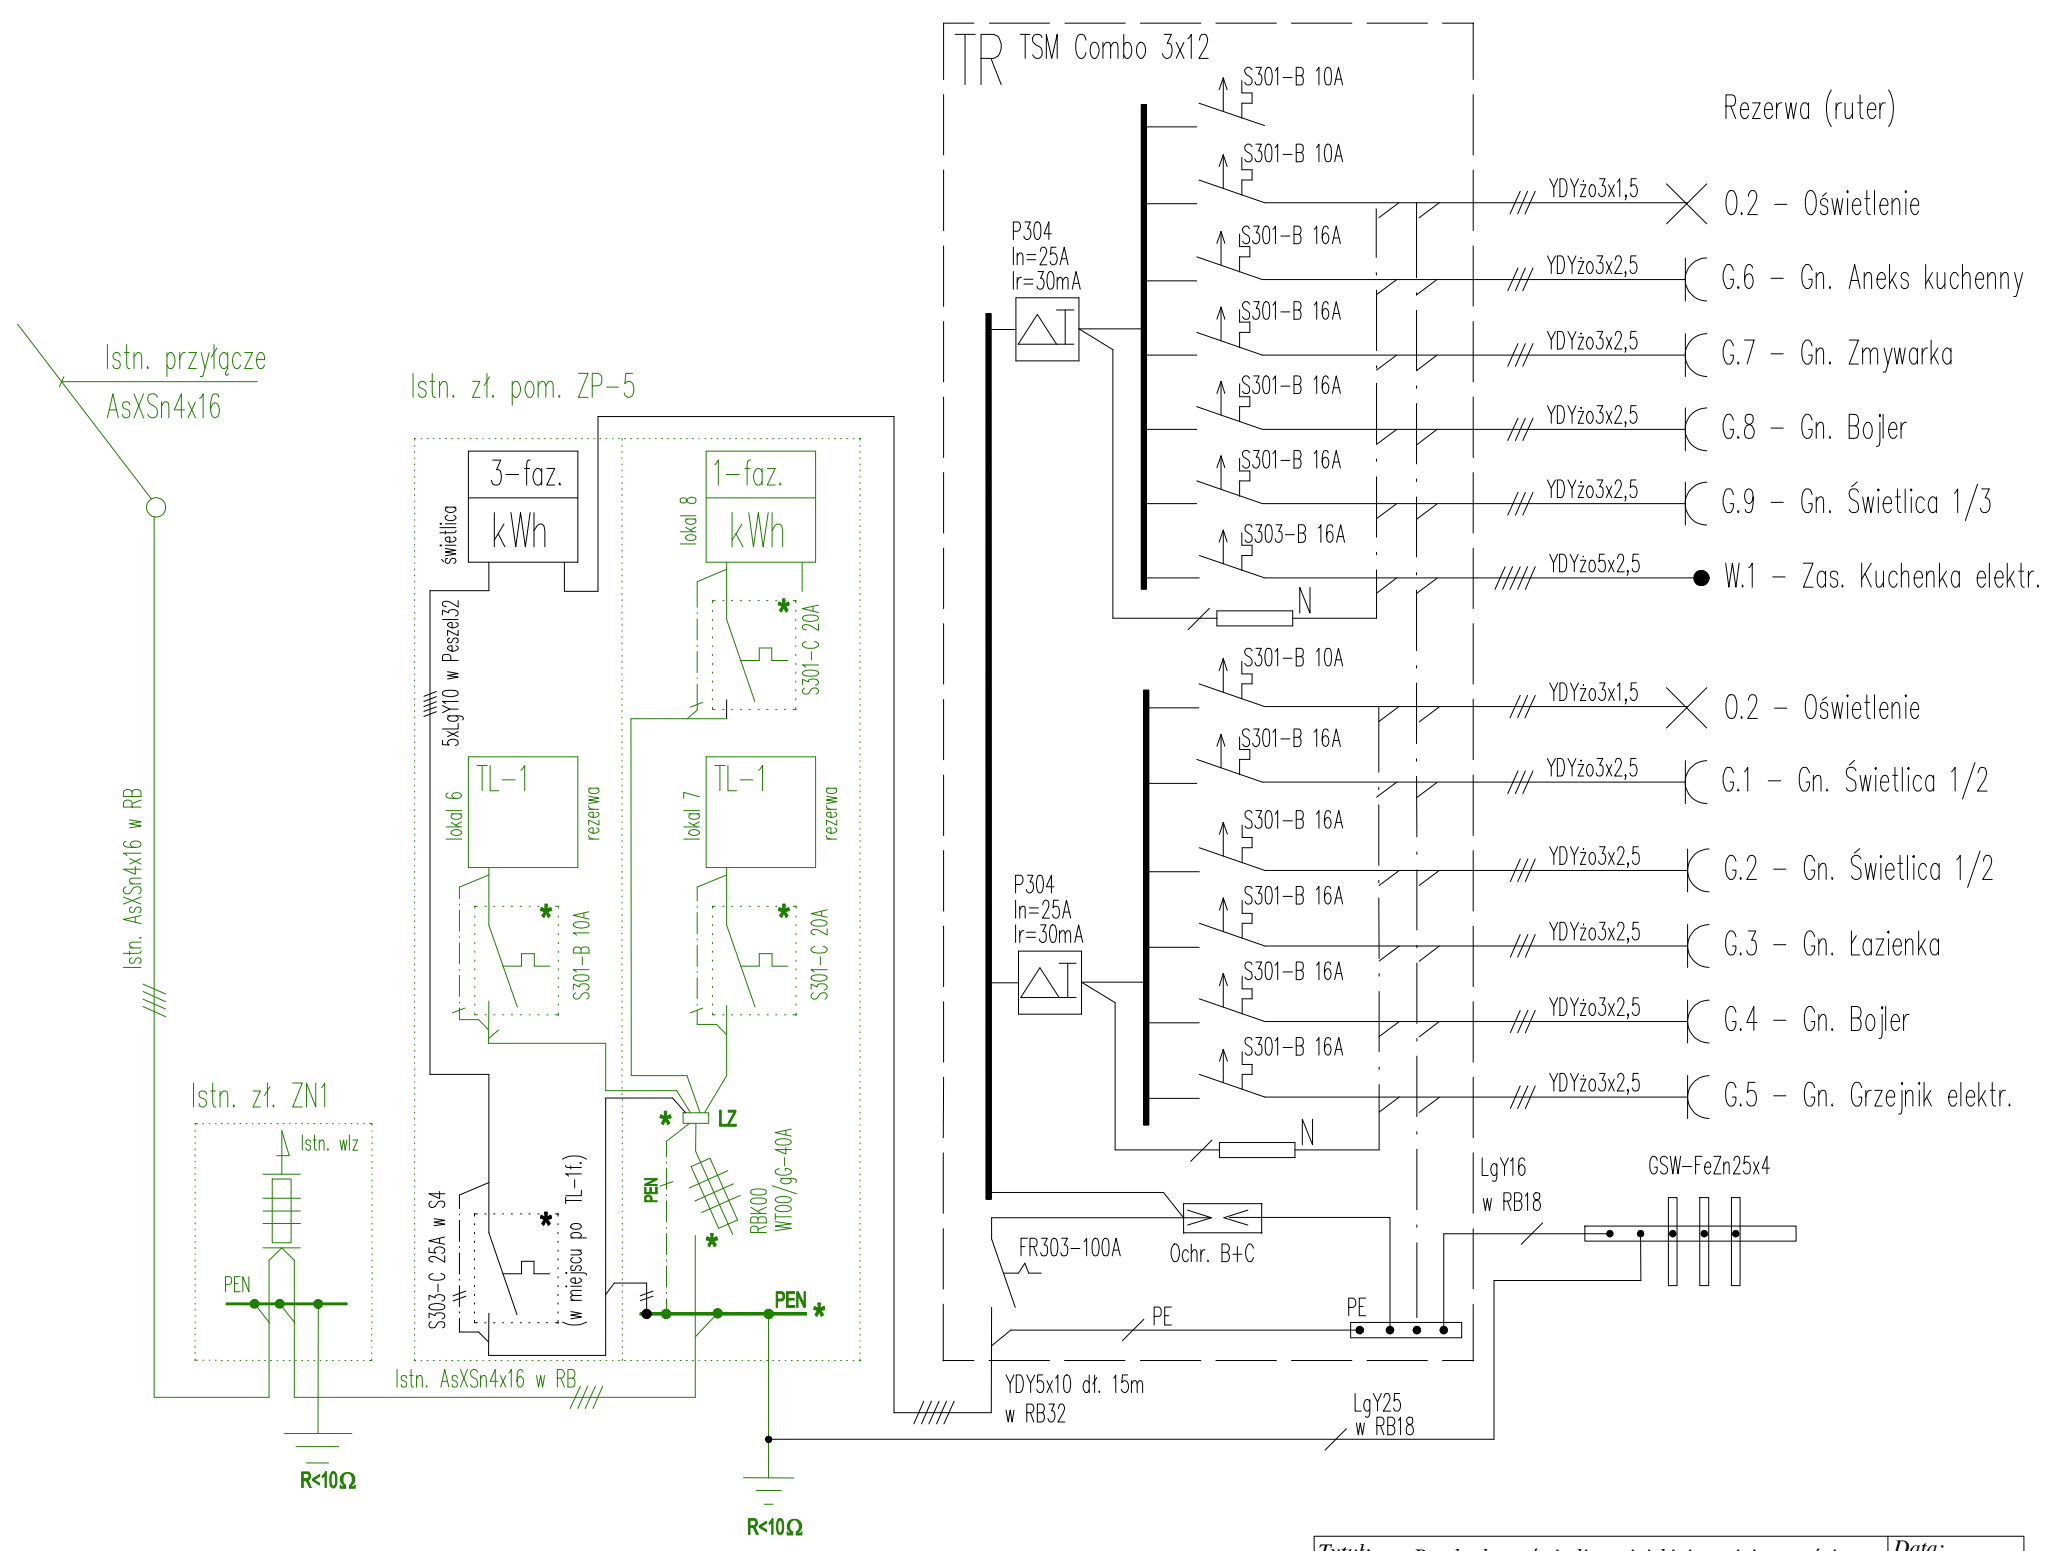 TR TSM Combo 3x12
S301-B 10A
Rezerwa (ruter)
S301-B 10A
YDYżo3x1,5
O.2 - Oświetlenie
P304
In=25A
Ir=30mA
S301-B 16A
YDYżo3x2,5
G.6 - Gn. Aneks kuchenny
S301-B 16A
YDYżo3x2,5
G.7 - Gn. Zmywarka
S301-B 16A
YDYżo3x2,5
G.8 - Gn. Bojler
S301-B 16A
YDYżo3x2,5
G.9 - Gn. Świetlica 1/3
S303-B 16A
YDYżo5x2,5
W.1 - Zas. Kuchenka elektr.
N
S301-B 10A
YDYżo3x1,5
O.2 - Oświetlenie
S301-B 16A
YDYżo3x2,5
G.1 - Gn. Świetlica 1/2
S301-B 16A
YDYżo3x2,5
G.2 - Gn. Świetlica 1/2
P304
In=25A
Ir=30mA
S301-B 16A
YDYżo3x2,5
G.3 - Gn. Łazienka
S301-B 16A
YDYżo3x2,5
G.4 - Gn. Bojler
S301-B 16A
YDYżo3x2,5
G.5 - Gn. Grzejnik elektr.
N
LgY16
w RB18
GSW-FeZn25x4
FR303-100A
Ochr. B+C
PE
PE
YDY5x10 dł. 15m
w RB32
LgY25
w RB18
Istn. przyłącze
AsXSn4x16
Istn. AsXSn4x16 w RB
Istn. zł. ZN1
Istn. wlz
PEN
R<10Ω
Istn. zł. pom. ZP-5
3-faz.
kWh
świetlica
1-faz.
kWh
lokal 8
5xLgY10 w Peszel32
*
S301-C 20A
TL-1
lokal 6
rezerwa
TL-1
lokal 7
rezerwa
*
S301-B 10A
*
S301-C 20A
* LZ
PEN
RBK00
WT00/gG-40A
*
S303-C 25A w S4
*
(w miejscu po TL-1f.)
PEN *
Istn. AsXSn4x16 w RB
R<10Ω
Data: